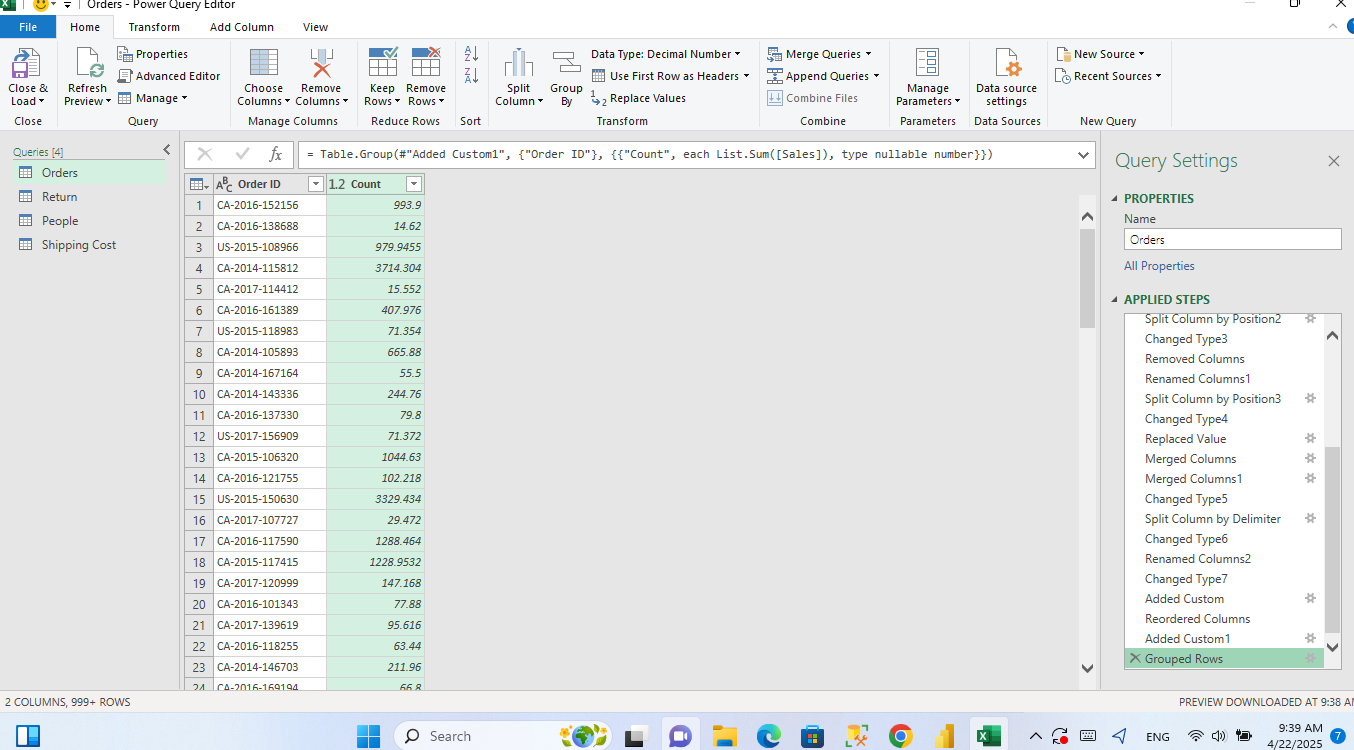 Orders - Power Query Editor
File Home Transform Add Column View
Close & Load
Close
Refresh Preview
Properties
Advanced Editor
Manage
Query
Choose Columns
Remove Columns
Manage Columns
Keep Rows
Remove Rows
Reduce Rows
Sort
Split Column
Group By
Data Type: Decimal Number
Use First Row as Headers
Replace Values
Transform
Merge Queries
Append Queries
Combine Files
Combine
Manage Parameters
Parameters
Data source settings
Data Sources
New Source
Recent Sources
New Query
Queries [4]
Orders
Return
People
Shipping Cost
fx = Table.Group(#"Added Custom1", {"Order ID"}, {{"Count", each List.Sum([Sales]), type nullable number}})
ABC Order ID 1.2 Count
1 CA-2016-152156 993.9
2 CA-2016-138688 14.62
3 US-2015-108966 979.9455
4 CA-2014-115812 3714.304
5 CA-2017-114412 15.552
6 CA-2016-161389 407.976
7 US-2015-118983 71.354
8 CA-2014-105893 665.88
9 CA-2014-167164 55.5
10 CA-2014-143336 244.76
11 CA-2016-137330 79.8
12 US-2017-156909 71.372
13 CA-2015-106320 1044.63
14 CA-2016-121755 102.218
15 US-2015-150630 3329.434
16 CA-2017-107727 29.472
17 CA-2016-117590 1288.464
18 CA-2015-117415 1228.9532
19 CA-2017-120999 147.168
20 CA-2016-101343 77.88
21 CA-2017-139619 95.616
22 CA-2016-118255 63.44
23 CA-2014-146703 211.96
24 CA-2016-169194 66.8
Query Settings
PROPERTIES
Name
Orders
All Properties
APPLIED STEPS
Split Column by Position2
Changed Type3
Removed Columns
Renamed Columns1
Split Column by Position3
Changed Type4
Replaced Value
Merged Columns
Merged Columns1
Changed Type5
Split Column by Delimiter
Changed Type6
Renamed Columns2
Changed Type7
Added Custom
Reordered Columns
Added Custom1
Grouped Rows
2 COLUMNS, 999+ ROWS
PREVIEW DOWNLOADED AT 9:38 AM
Search
ENG
9:39 AM
4/22/2025
7